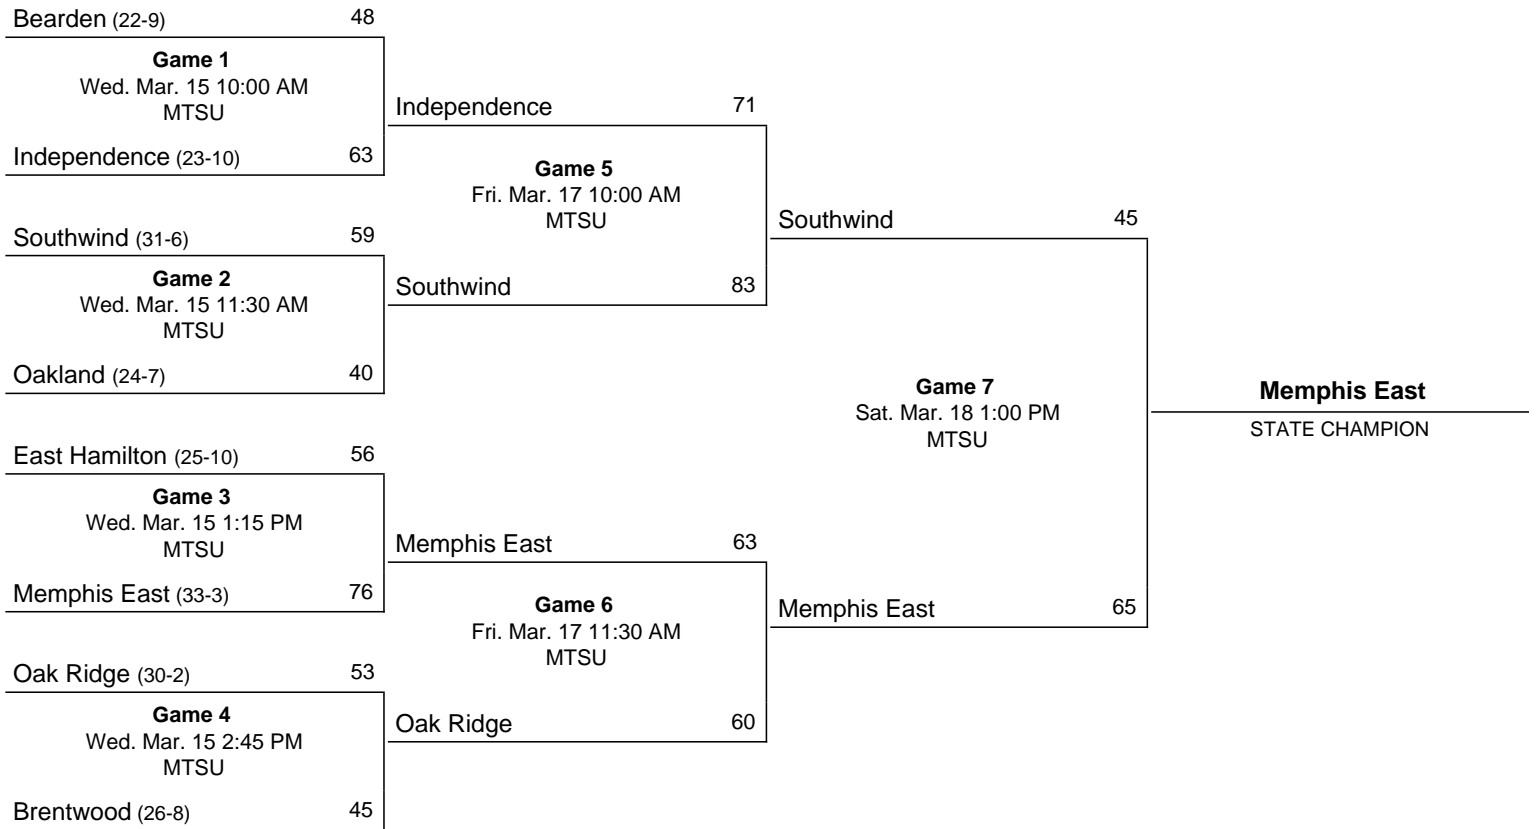 Bearden (22-9) 48
Game 1
Wed. Mar. 15 10:00 AM
MTSU
Independence (23-10) 63
Southwind (31-6) 59
Game 2
Wed. Mar. 15 11:30 AM
MTSU
Oakland (24-7) 40
East Hamilton (25-10) 56
Game 3
Wed. Mar. 15 1:15 PM
MTSU
Memphis East (33-3) 76
Oak Ridge (30-2) 53
Game 4
Wed. Mar. 15 2:45 PM
MTSU
Brentwood (26-8) 45
Independence 71
Game 5
Fri. Mar. 17 10:00 AM
MTSU
Southwind 83
Memphis East 63
Game 6
Fri. Mar. 17 11:30 AM
MTSU
Oak Ridge 60
Southwind 45
Game 7
Sat. Mar. 18 1:00 PM
MTSU
Memphis East 65
Memphis East
STATE CHAMPION